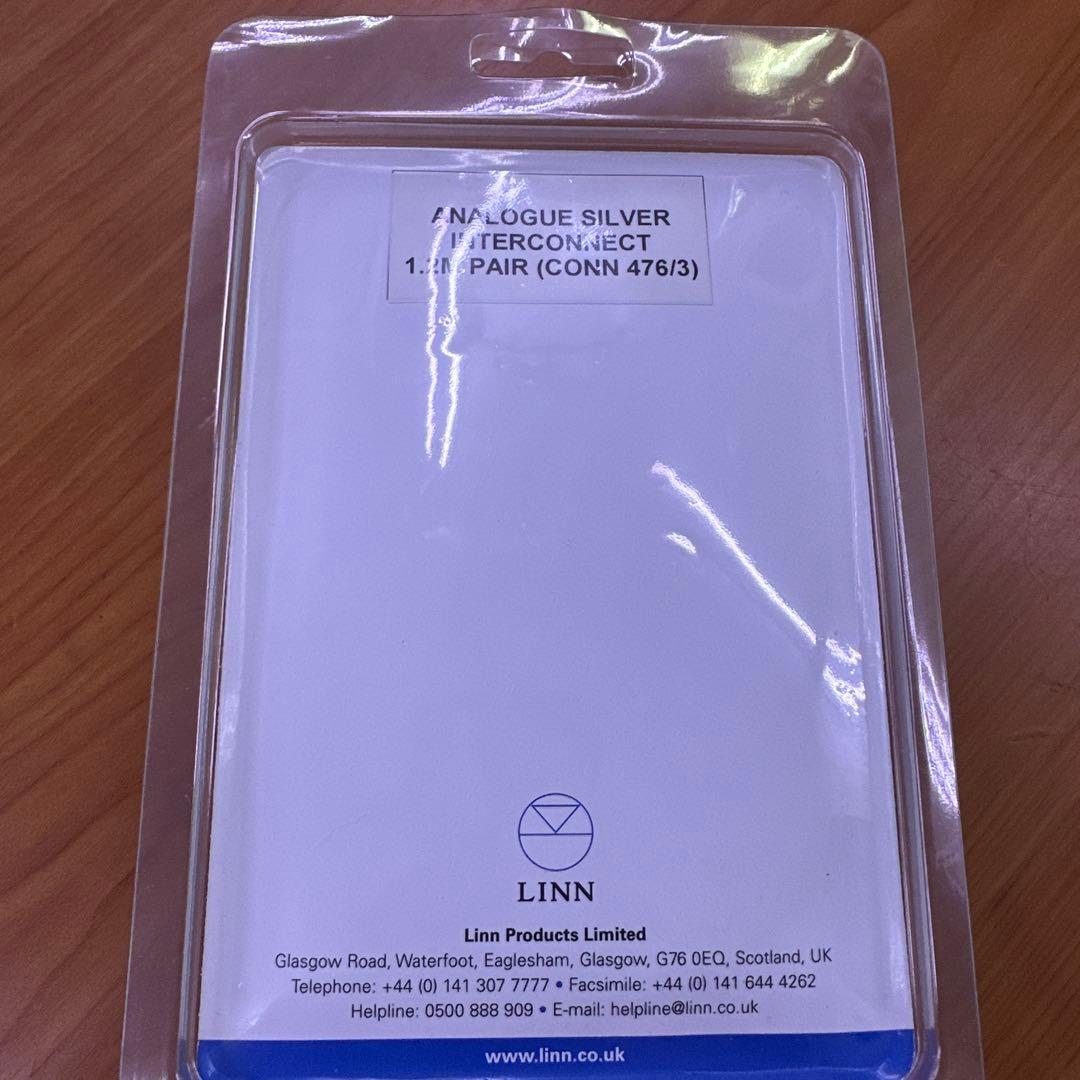 ANALOGUE SILVER
INTERCONNECT
1.2M PAIR (CONN 476/3)
LINN
Linn Products Limited
Glasgow Road, Waterfoot, Eaglesham, Glasgow, G76 0EQ, Scotland, UK
Telephone: +44 (0) 141 307 7777 • Facsimile: +44 (0) 141 644 4262
Helpline: 0500 888 909 • E-mail: helpline@linn.co.uk
www.linn.co.uk